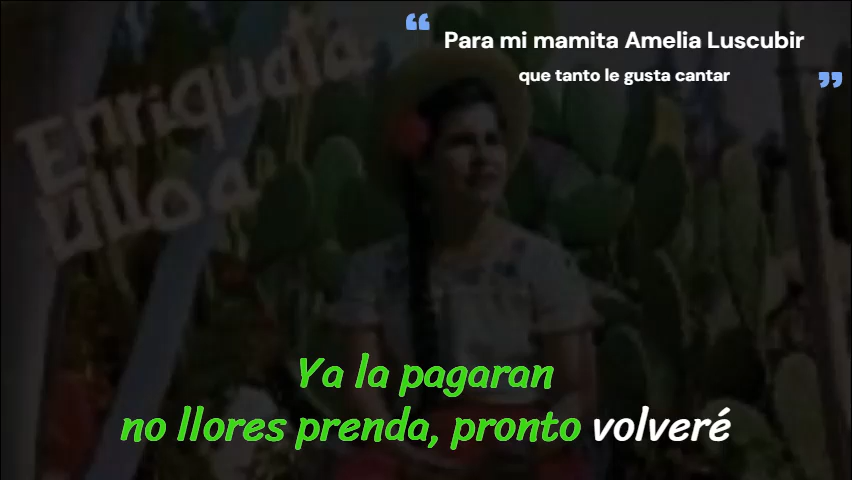 “ Para mi mamita Amelia Luscubir
que tanto le gusta cantar ”
Enriqueta
Ulloa
Ya la pagaran
no llores prenda, pronto volveré